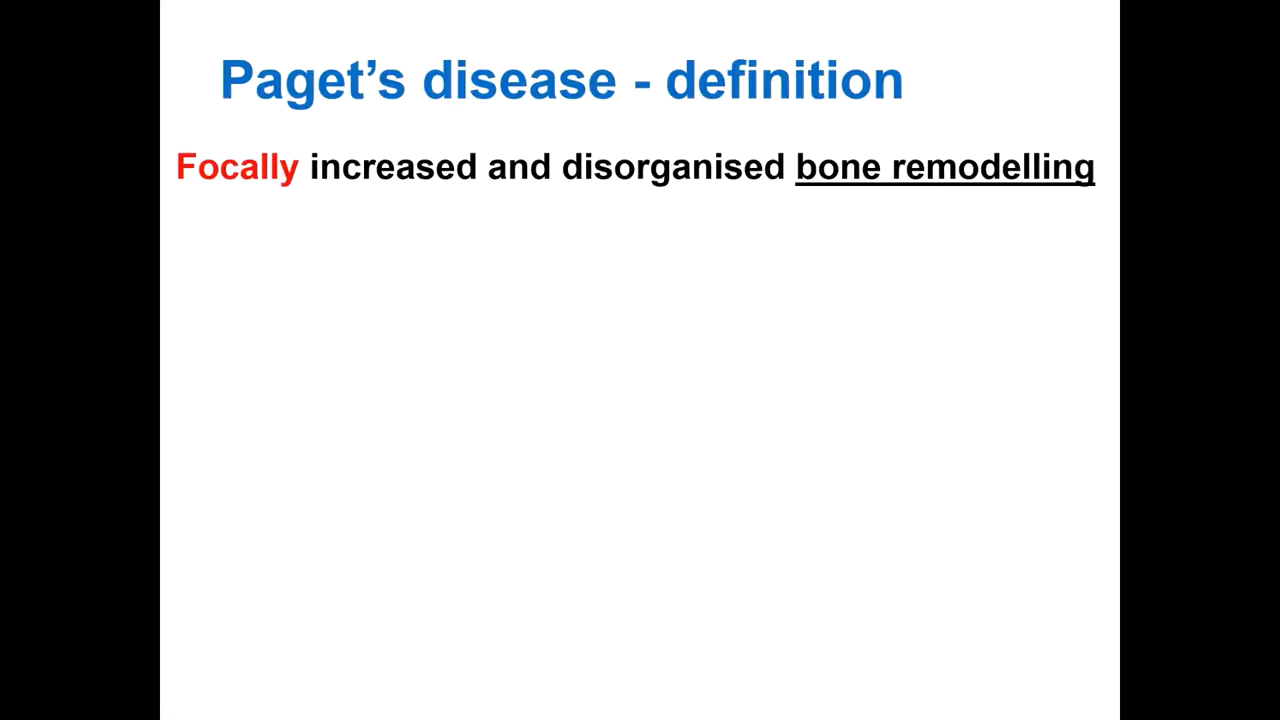 Paget’s disease - definition
Focally increased and disorganised bone remodelling